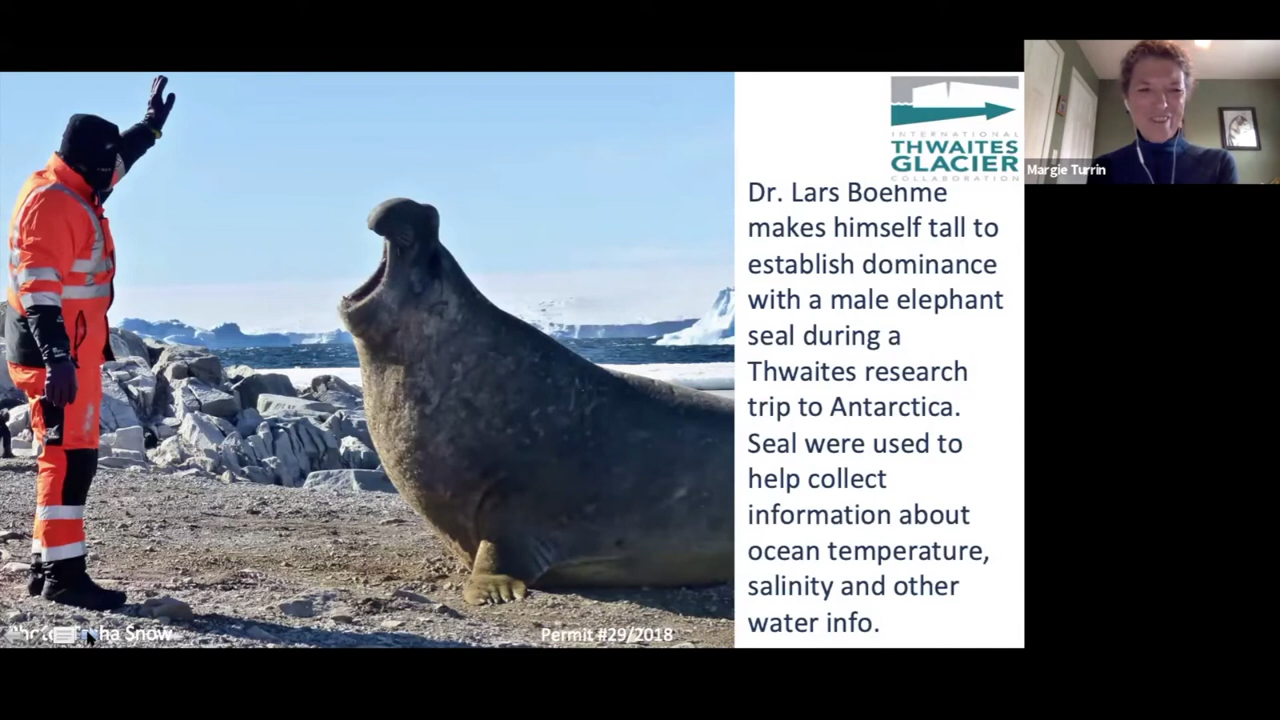 INTERNATIONAL
THWAITES
GLACIER
COLLABORATION
Margie Turrin
Dr. Lars Boehme
makes himself tall to
establish dominance
with a male elephant
seal during a
Thwaites research
trip to Antarctica.
Seal were used to
help collect
information about
ocean temperature,
salinity and other
water info.
Snow
Permit #29/2018